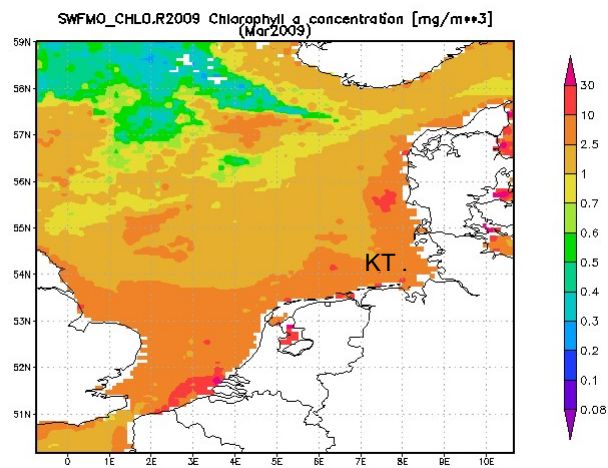 SWFMO_CHLO.R2009 Chlorophyll a concentration [mg/m**3]
(Mar2009)
59N
58N
57N
56N
55N
54N
53N
52N
51N
KT .
0
1E
2E
3E
4E
5E
6E
7E
8E
9E
10E
30
10
2.5
1
0.7
0.6
0.5
0.4
0.3
0.2
0.1
0.08